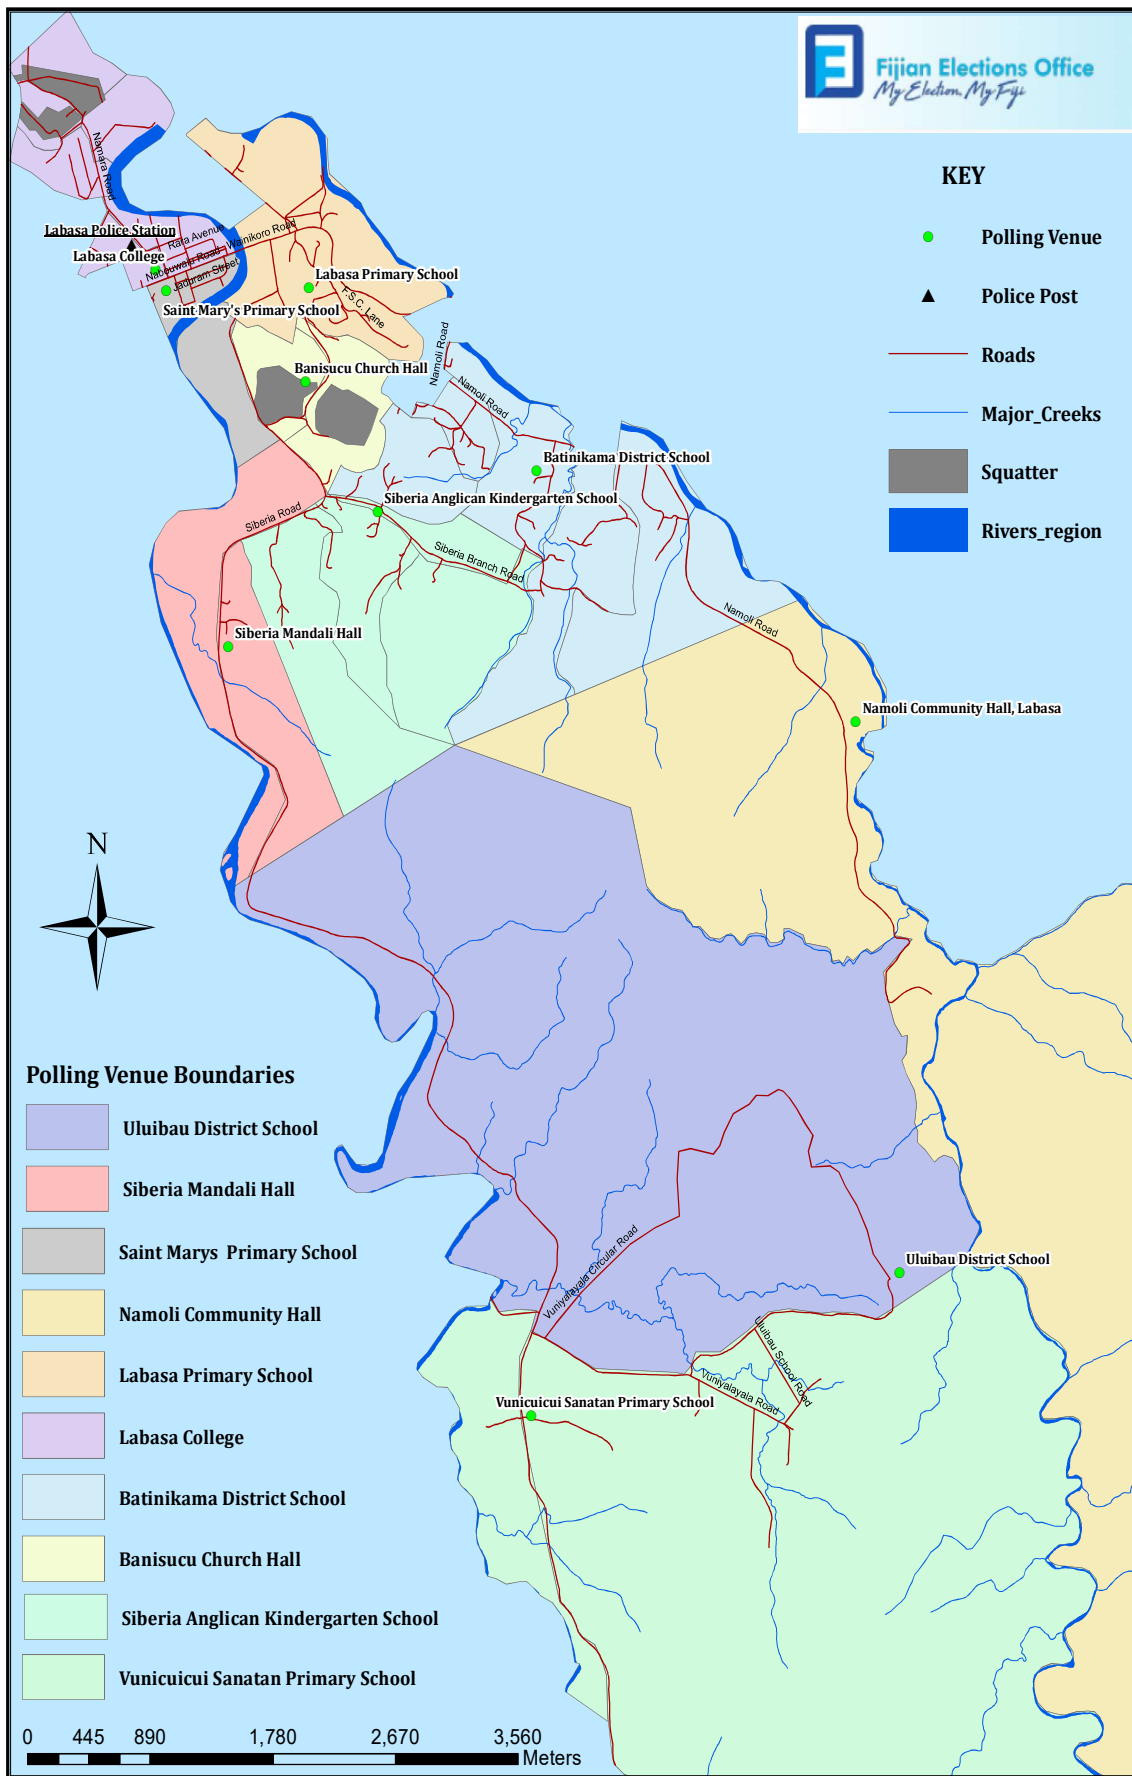 Fijian Elections Office
My Election, My Fiji
KEY
Polling Venue
Police Post
Roads
Major_Creeks
Squatter
Rivers_region
Namara Road
Labasa Police Station
Rara Avenue
Labasa College
Nabouwalu Road
Wainikoro Road
Jaduram Street
Labasa Primary School
Saint Mary's Primary School
F.S.C. Lane
Banisucu Church Hall
Namoli Road
Namoli Road
Batinikama District School
Siberia Anglican Kindergarten School
Siberia Road
Siberia Branch Road
Namoli Road
Siberia Mandali Hall
Namoli Community Hall, Labasa
N
Uluibau District School
Vuniyalayala Circular Road
Uluibau School Road
Vuniyalayala Road
Vunicuicui Sanatan Primary School
Polling Venue Boundaries
Uluibau District School
Siberia Mandali Hall
Saint Marys Primary School
Namoli Community Hall
Labasa Primary School
Labasa College
Batinikama District School
Banisucu Church Hall
Siberia Anglican Kindergarten School
Vunicuicui Sanatan Primary School
0 445 890 1,780 2,670 3,560
Meters